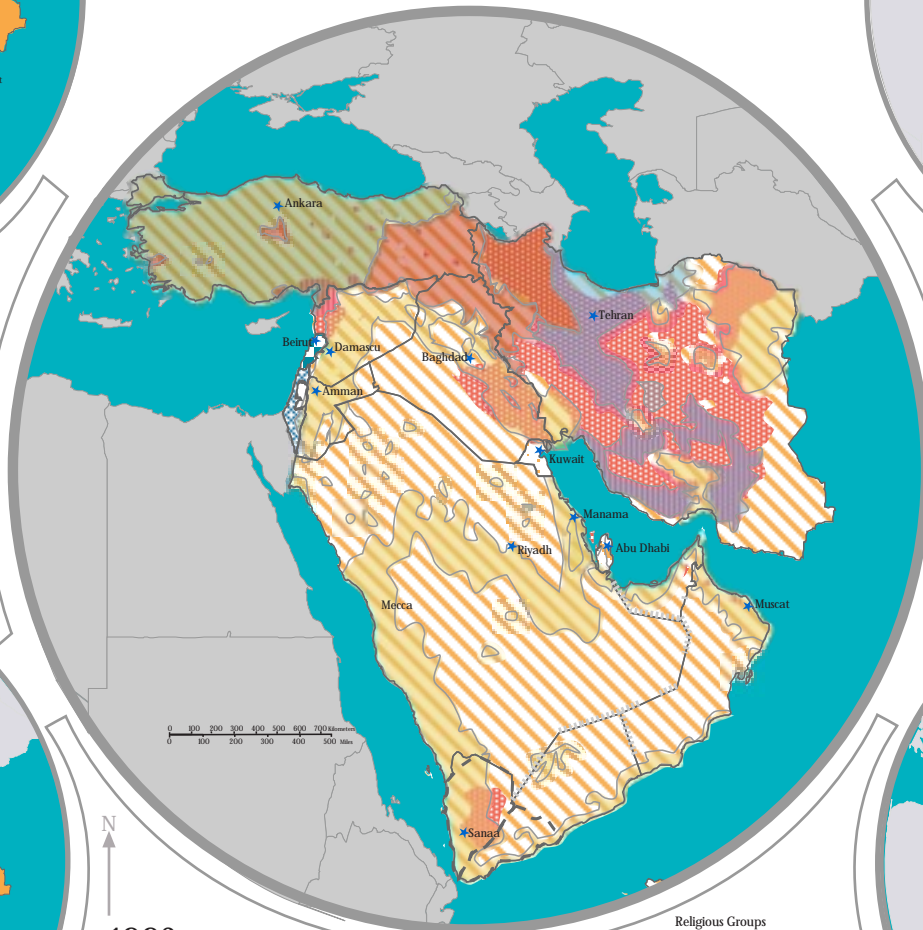 Ankara
Tehran
Beirut
Damascu
Baghdad
Amman
Kuwait
Manama
Riyadh
Abu Dhabi
Mecca
Muscat
0 100 200 300 400 500 600 700 Kilometers
0 100 200 300 400 500 Miles
N
Sanaa
Religious Groups